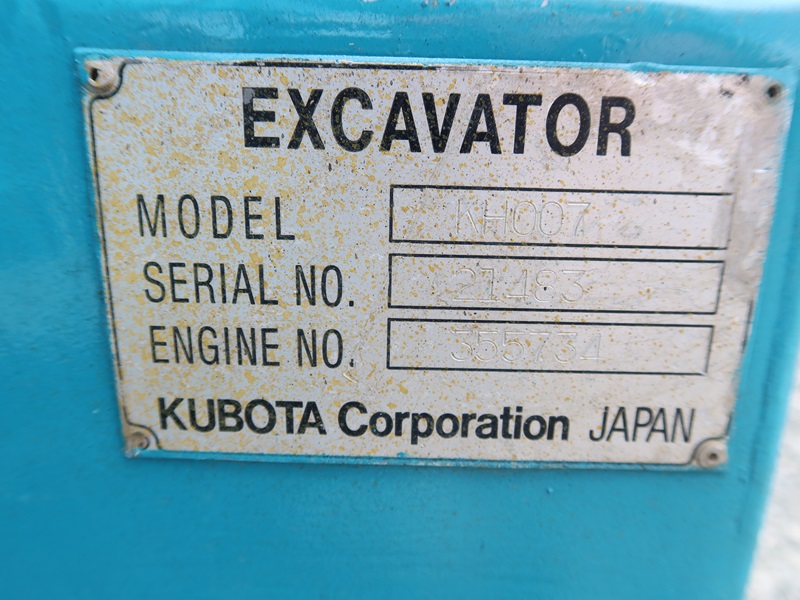 EXCAVATOR
MODEL KH007
SERIAL NO. 21483
ENGINE NO. 355734
KUBOTA Corporation JAPAN